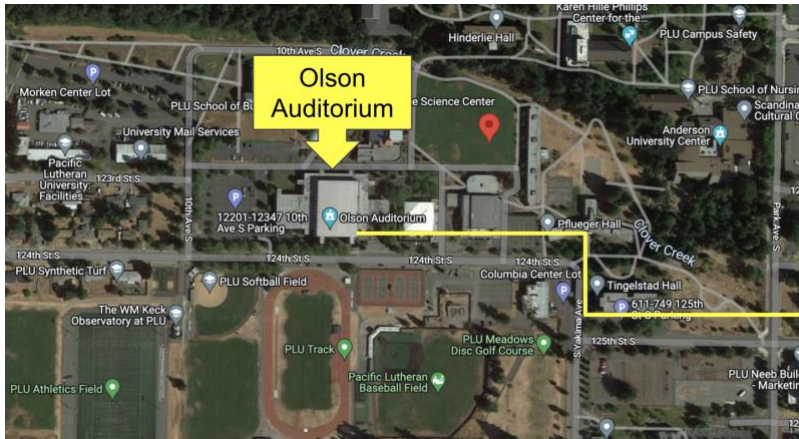 Karen Hille Phillips
Center for the...
Hinderlie Hall
PLU Campus Safety
10th Ave S
Clover Creek
Olson
Auditorium
Morken Center Lot
PLU School of Bu
e Science Center
PLU School of Nursin
Scandina
Cultural C
University Mail Services
Anderson
University Center
Pacific
Lutheran
University:
Facilities...
123rd St S
12201-12347 10th
Ave S Parking
Olson Auditorium
10th Ave S
Pflueger Hall
Clover Creek
Park Ave S
124th St S
124th St S
124th St S
124th St S
PLU Synthetic Turf
PLU Softball Field
Columbia Center Lot
Tingelstad Hall
611-749 125th
St S Parking
The WM Keck
Observatory at PLU
S Yakima Ave
PLU Track
PLU Meadows
Disc Golf Course
125th St S
PLU Athletics Field
Pacific Lutheran
Baseball Field
PLU Neeb Buil
- Marketin